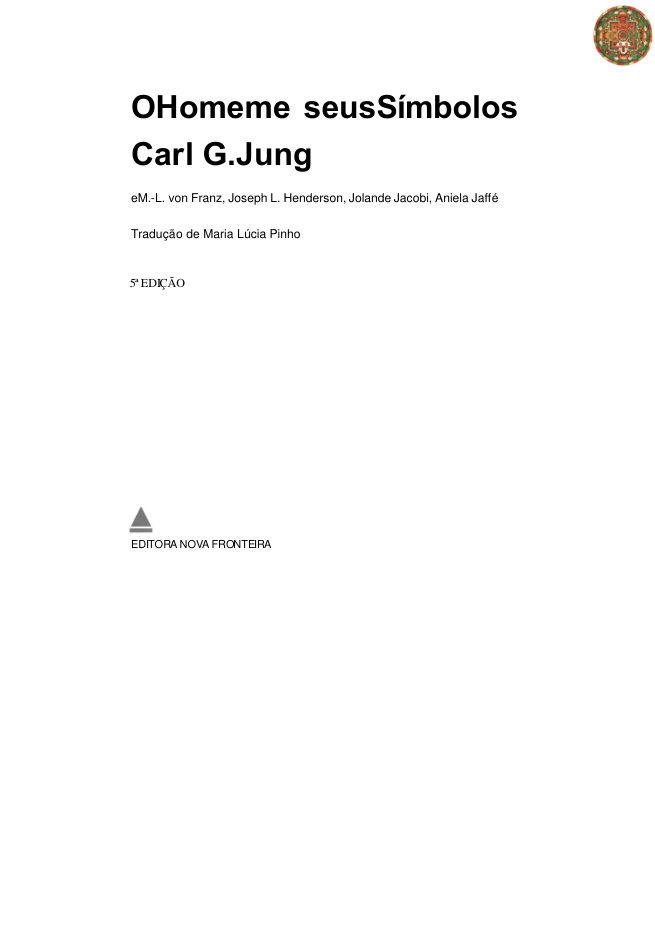 OHomeme seusSímbolos
Carl G.Jung
eM.-L. von Franz, Joseph L. Henderson, Jolande Jacobi, Aniela Jaffé
Tradução de Maria Lúcia Pinho
5ª EDIÇÃO
EDITORA NOVA FRONTEIRA